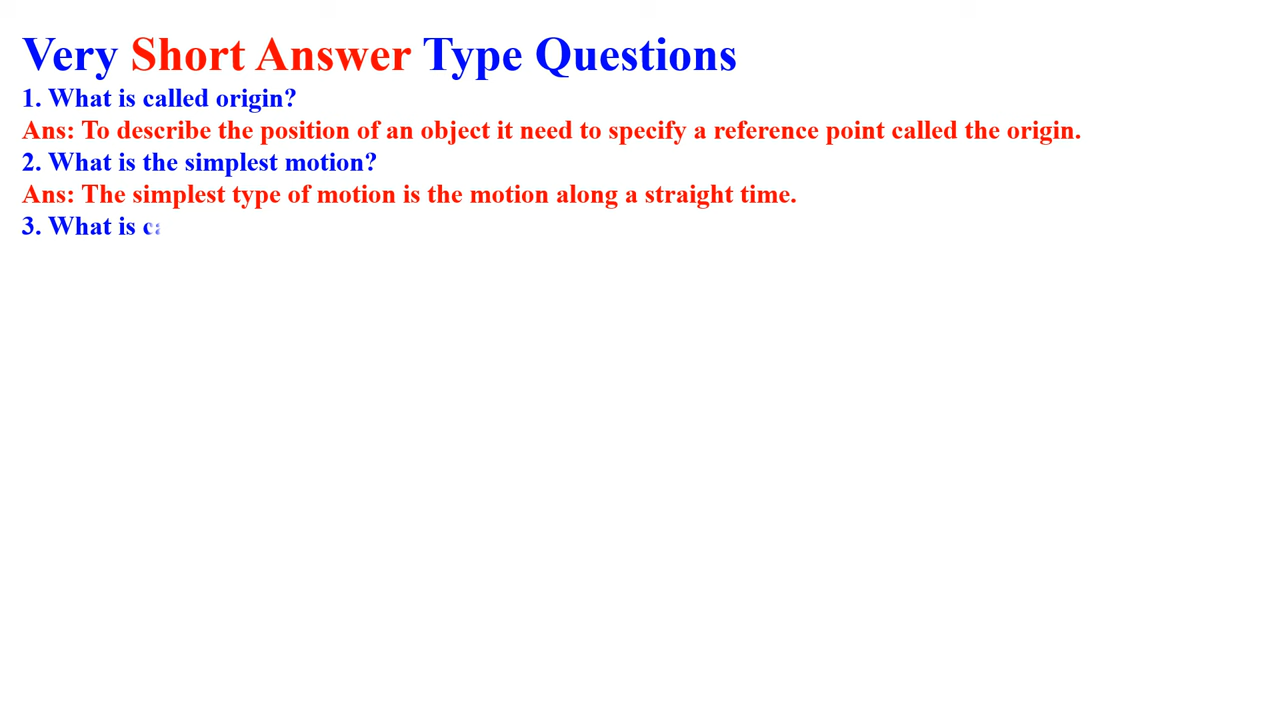 Very Short Answer Type Questions
1. What is called origin?
Ans: To describe the position of an object it need to specify a reference point called the origin.
2. What is the simplest motion?
Ans: The simplest type of motion is the motion along a straight time.
3. What is